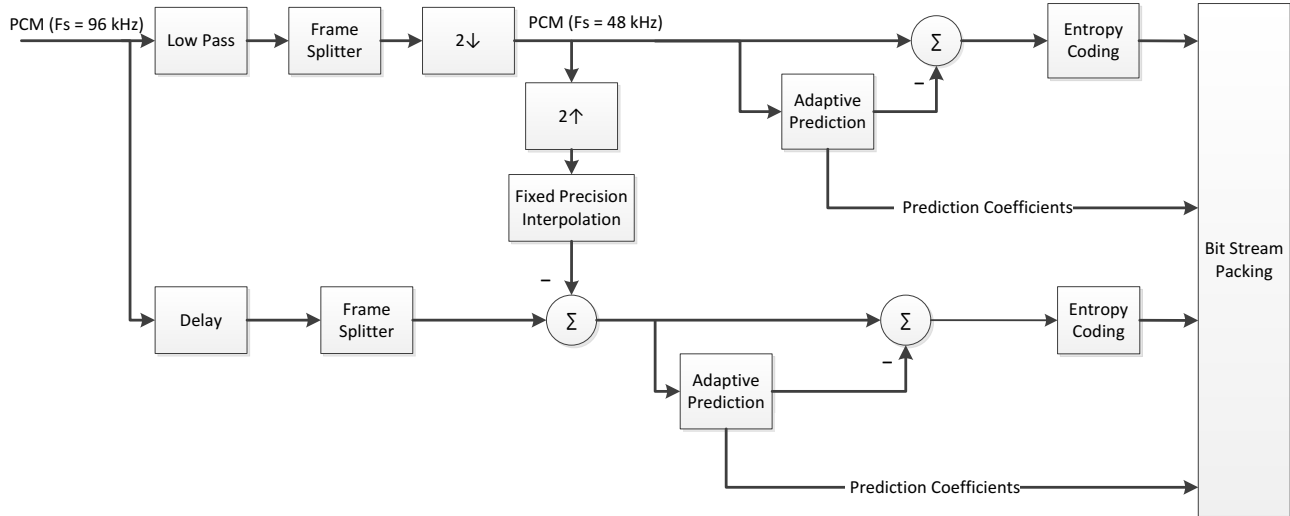 PCM (Fs = 96 kHz)
Low Pass
Frame
Splitter
2↓
PCM (Fs = 48 kHz)
Σ
Entropy
Coding
–
Adaptive
Prediction
2↑
Fixed Precision
Interpolation
Prediction Coefficients
Bit Stream
Packing
–
Delay
Frame
Splitter
Σ
Σ
Entropy
Coding
–
Adaptive
Prediction
Prediction Coefficients